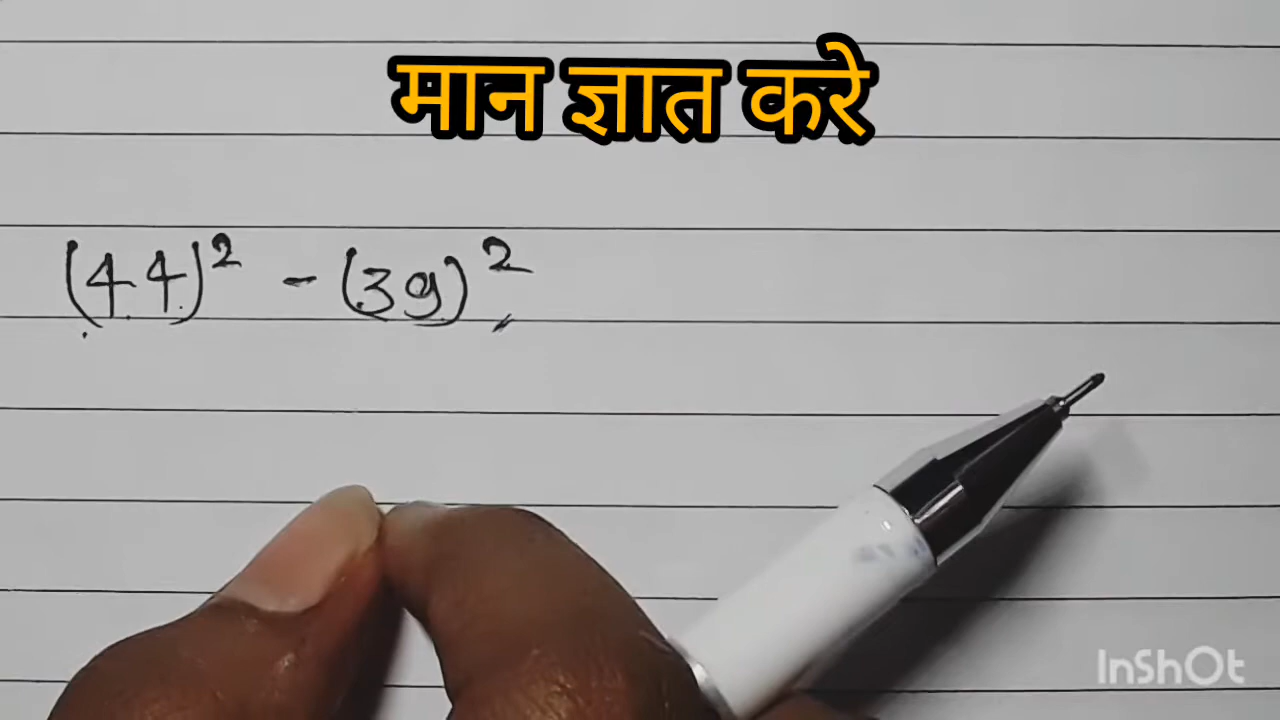 मान ज्ञात करे
(44)² - (39)²
InShOt